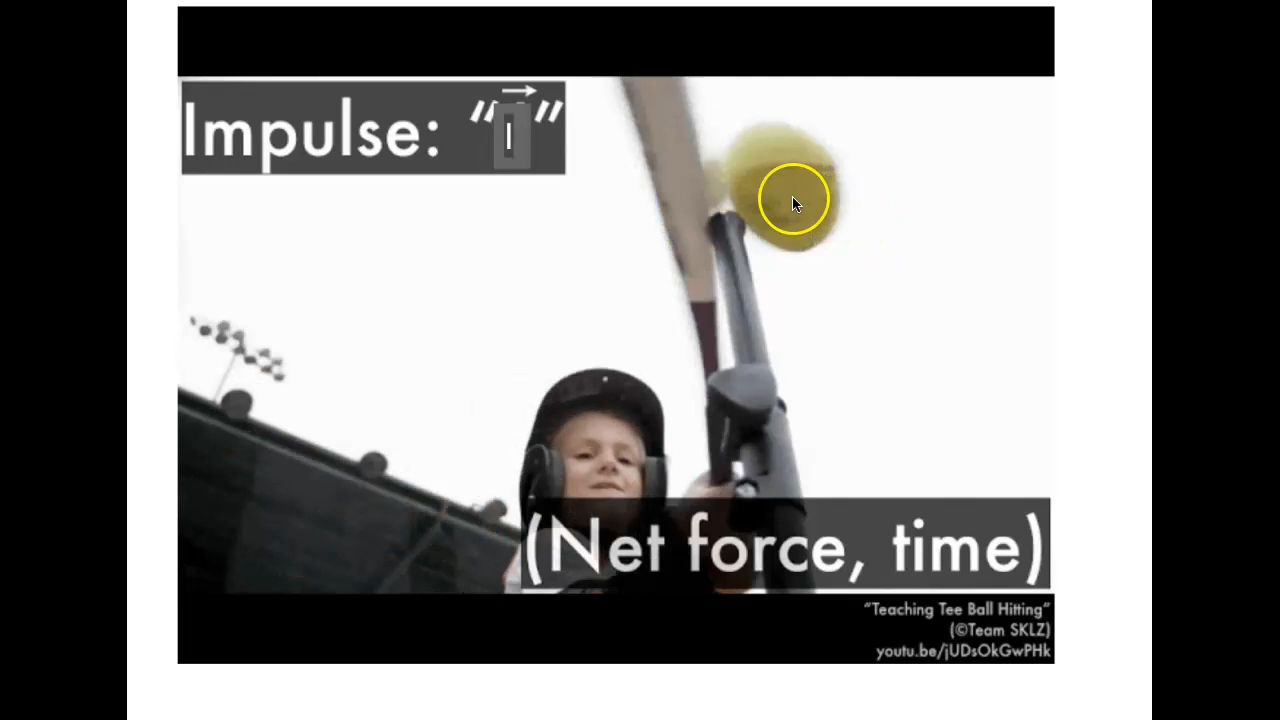 Impulse: “I”
(Net force, time)
“Teaching Tee Ball Hitting”
(©Team SKLZ)
youtu.be/jUDsOkGwPHk